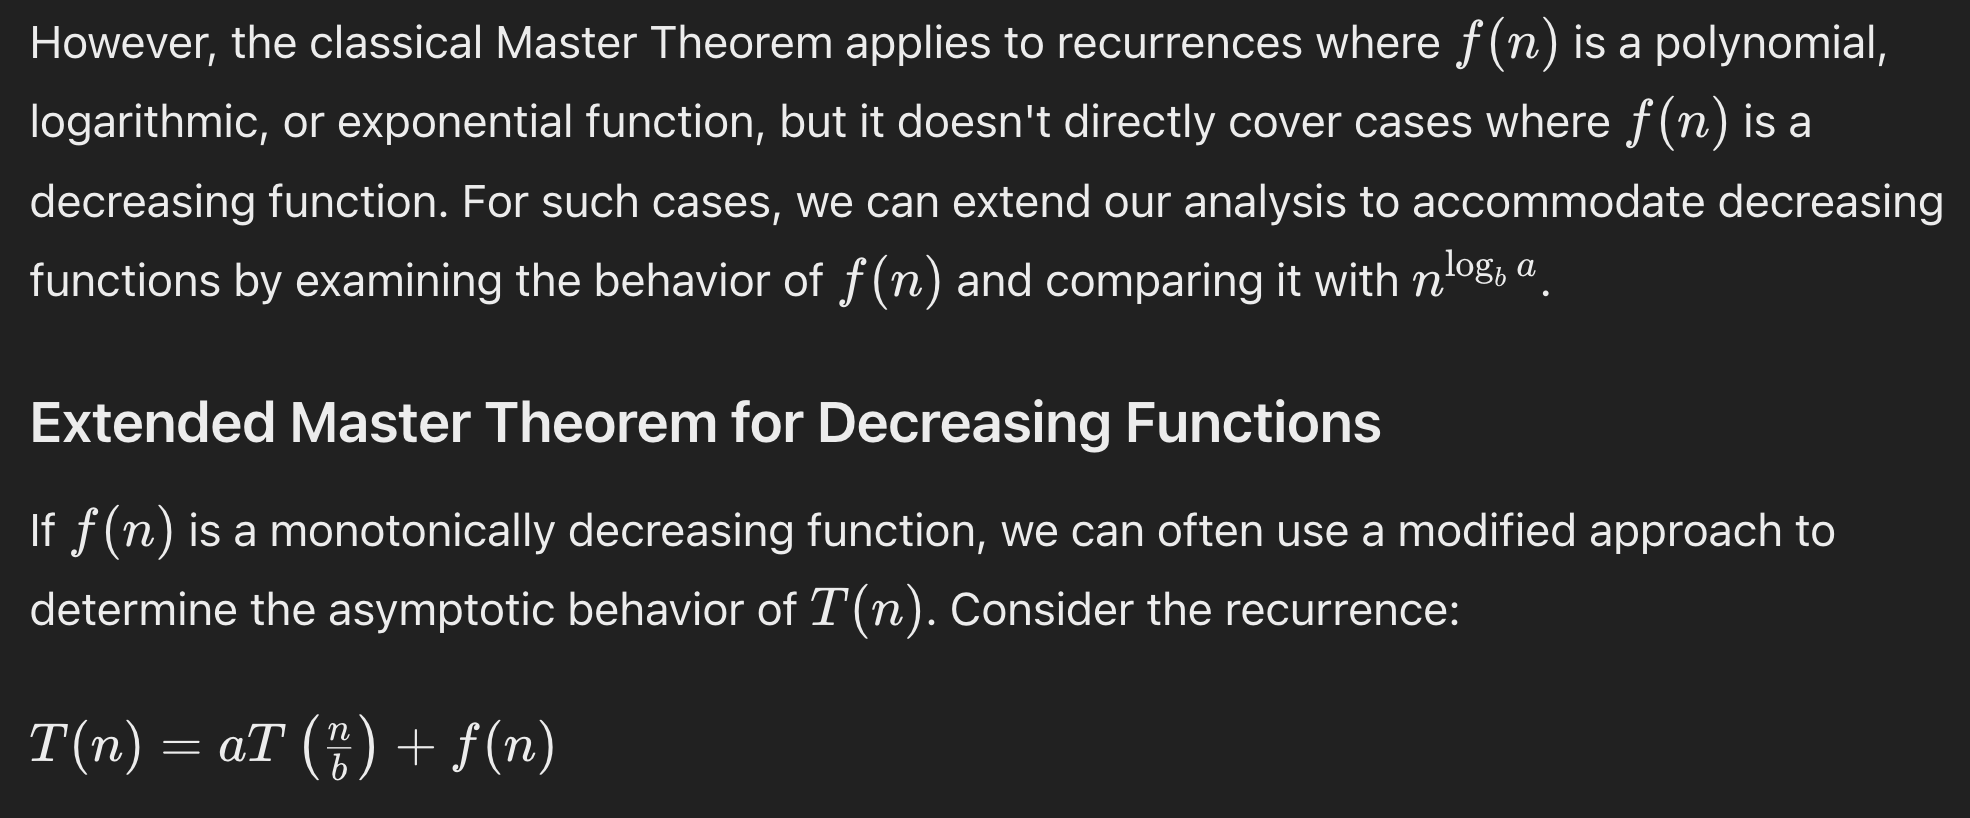 However, the classical Master Theorem applies to recurrences where f(n) is a polynomial,
logarithmic, or exponential function, but it doesn't directly cover cases where f(n) is a
decreasing function. For such cases, we can extend our analysis to accommodate decreasing
functions by examining the behavior of f(n) and comparing it with n^{log_b a}.
Extended Master Theorem for Decreasing Functions
If f(n) is a monotonically decreasing function, we can often use a modified approach to
determine the asymptotic behavior of T(n). Consider the recurrence:
T(n) = aT(n/b) + f(n)